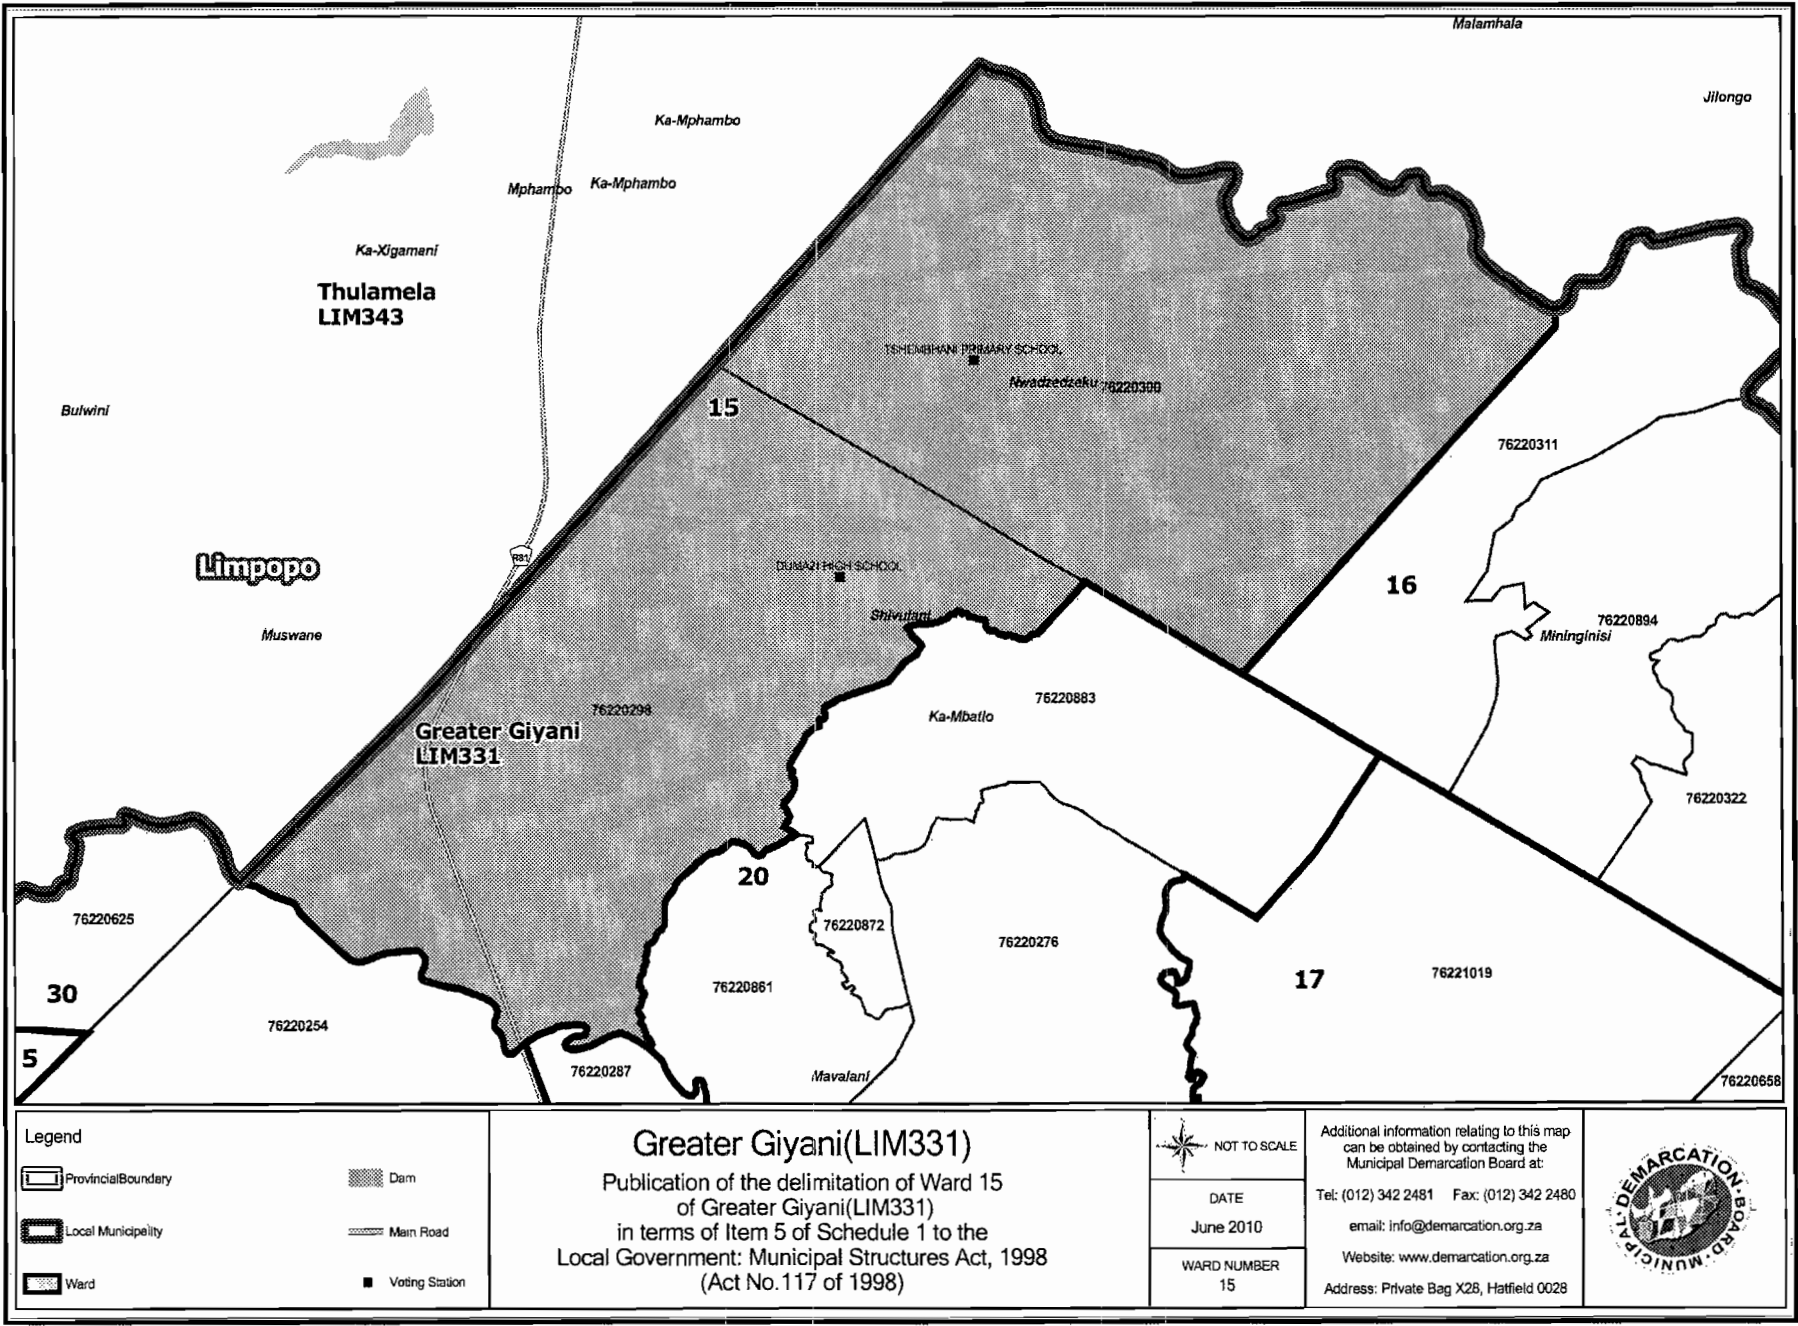 Malamhala
Jilongo
Ka-Mphambo
Mphambo
Ka-Mphambo
Ka-Xigamani
Thulamela
LIM343
TSHEMBHANI PRIMARY SCHOOL
Nwadzedzeku
76220300
15
Bulwini
76220311
R81
Limpopo
DUMAZI HIGH SCHOOL
16
Shivulani
76220894
Mininginisi
Muswane
76220883
76220298
Ka-Mbatlo
Greater Giyani
LIM331
76220322
20
76220625
76220872
76220276
17
76221019
76220861
30
76220254
5
76220287
Mavalani
76220658
Legend
ProvincialBoundary
Local Municipality
Ward
Dam
Main Road
Voting Station
Greater Giyani(LIM331)
Publication of the delimitation of Ward 15
of Greater Giyani(LIM331)
in terms of Item 5 of Schedule 1 to the
Local Government: Municipal Structures Act, 1998
(Act No.117 of 1998)
NOT TO SCALE
DATE
June 2010
WARD NUMBER
15
Additional information relating to this map
can be obtained by contacting the
Municipal Demarcation Board at:
Tel: (012) 342 2481 Fax: (012) 342 2480
email: info@demarcation.org.za
Website: www.demarcation.org.za
Address: Private Bag X28, Hatfield 0028
MUNICIPAL DEMARCATION BOARD